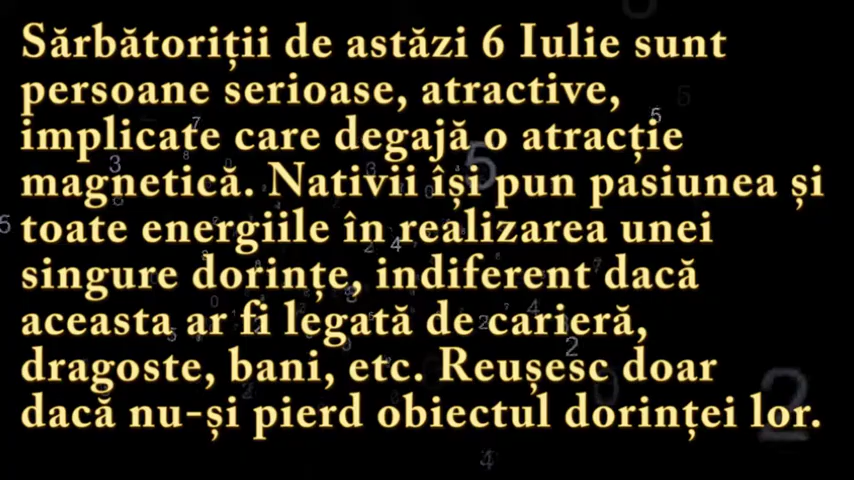 Sărbătoriții de astăzi 6 Iulie sunt
persoane serioase, atractive,
implicate care degajă o atracție
magnetică. Nativii își pun pasiunea și
toate energiile în realizarea unei
singure dorințe, indiferent dacă
aceasta ar fi legată de carieră,
dragoste, bani, etc. Reușesc doar
dacă nu-și pierd obiectul dorinței lor.